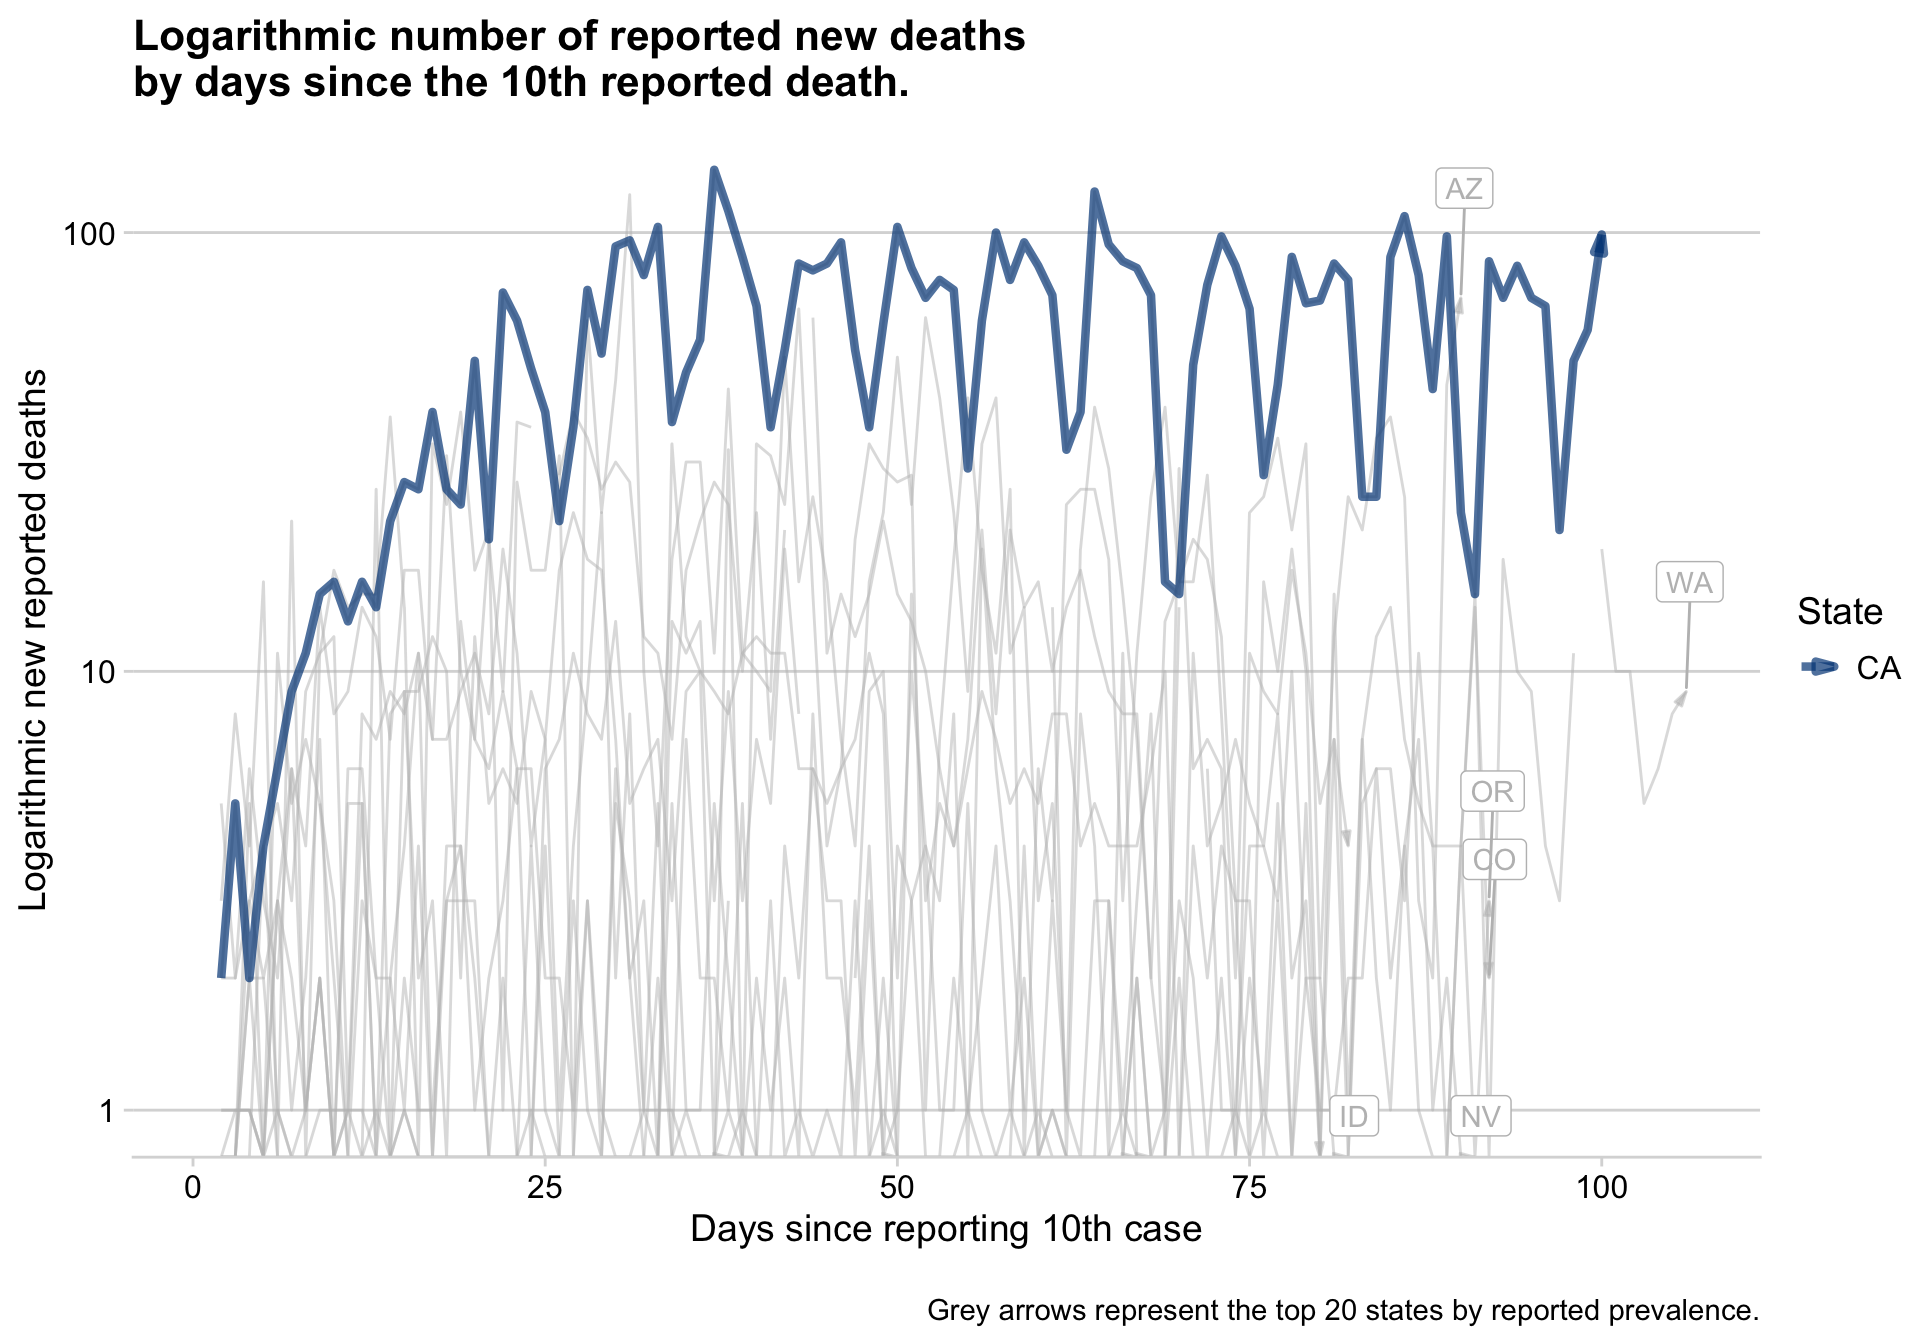 Logarithmic number of reported new deaths
by days since the 10th reported death.
Logarithmic new reported deaths
100
10
1
AZ
WA
OR
CO
ID
NV
State
CA
0
25
50
75
100
Days since reporting 10th case
Grey arrows represent the top 20 states by reported prevalence.